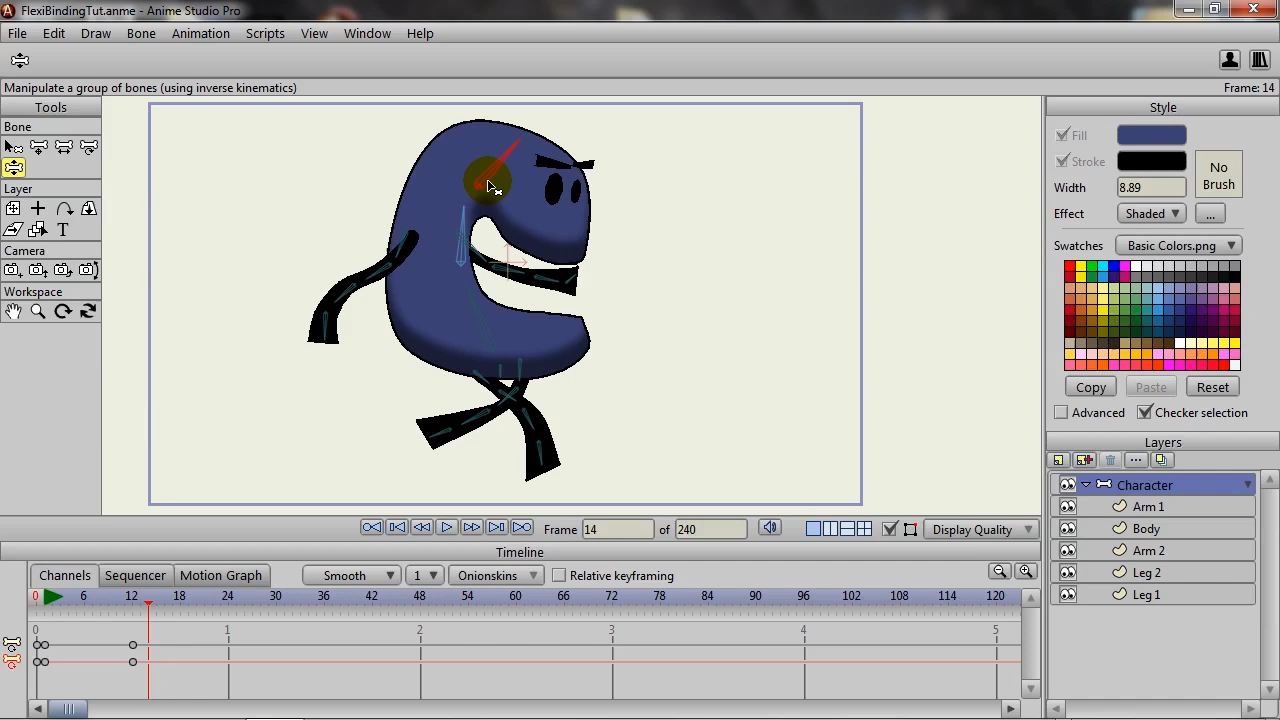 FlexiBindingTut.anme - Anime Studio Pro
File Edit Draw Bone Animation Scripts View Window Help
Manipulate a group of bones (using inverse kinematics) Frame: 14
Tools
Bone
Layer
T
Camera
Workspace
Style
Fill
Stroke
No Brush
Width 8.89
Effect Shaded ...
Swatches Basic Colors.png
Copy Paste Reset
Advanced Checker selection
Layers
Character
Arm 1
Body
Arm 2
Leg 2
Leg 1
Frame 14 of 240 Display Quality
Timeline
Channels Sequencer Motion Graph Smooth 1 Onionskins Relative keyframing
0 6 12 18 24 30 36 42 48 54 60 66 72 78 84 90 96 102 108 114 120
0 1 2 3 4 5